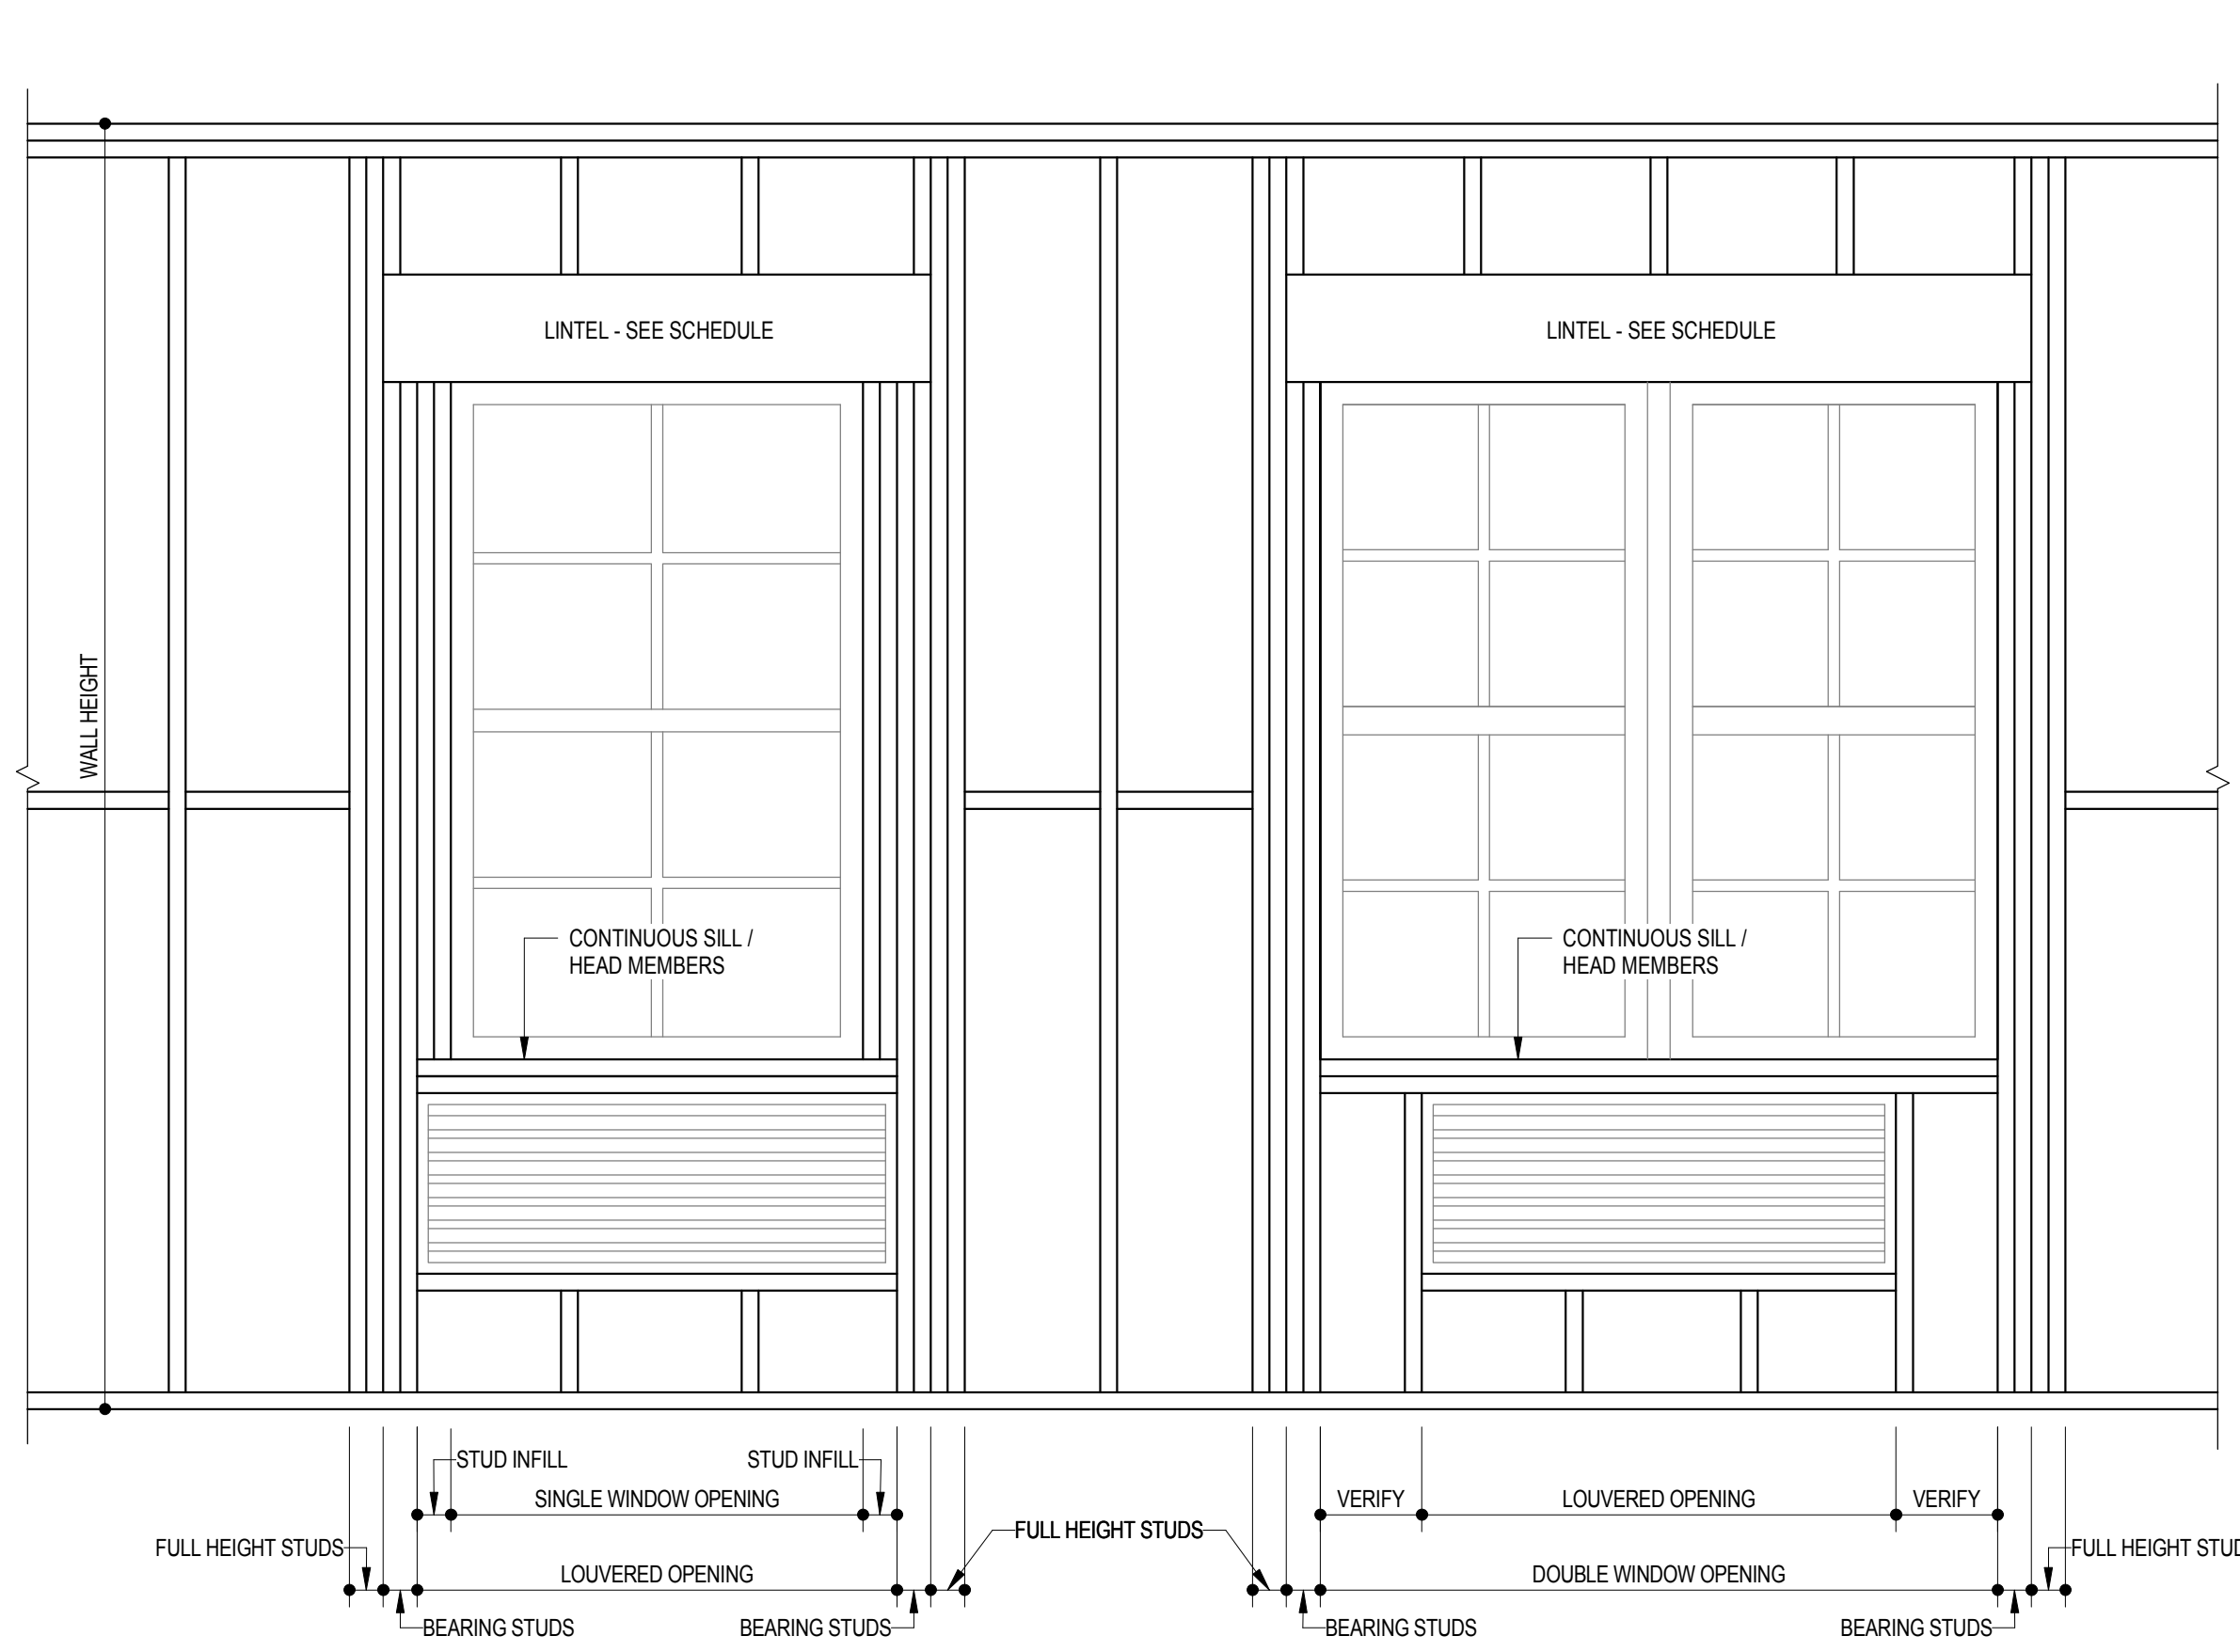 LINTEL - SEE SCHEDULE
LINTEL - SEE SCHEDULE
WALL HEIGHT
CONTINUOUS SILL /
HEAD MEMBERS
CONTINUOUS SILL /
HEAD MEMBERS
STUD INFILL
STUD INFILL
SINGLE WINDOW OPENING
VERIFY
LOUVERED OPENING
VERIFY
FULL HEIGHT STUDS
FULL HEIGHT STUDS
FULL HEIGHT STUD
LOUVERED OPENING
DOUBLE WINDOW OPENING
BEARING STUDS
BEARING STUDS
BEARING STUDS
BEARING STUDS